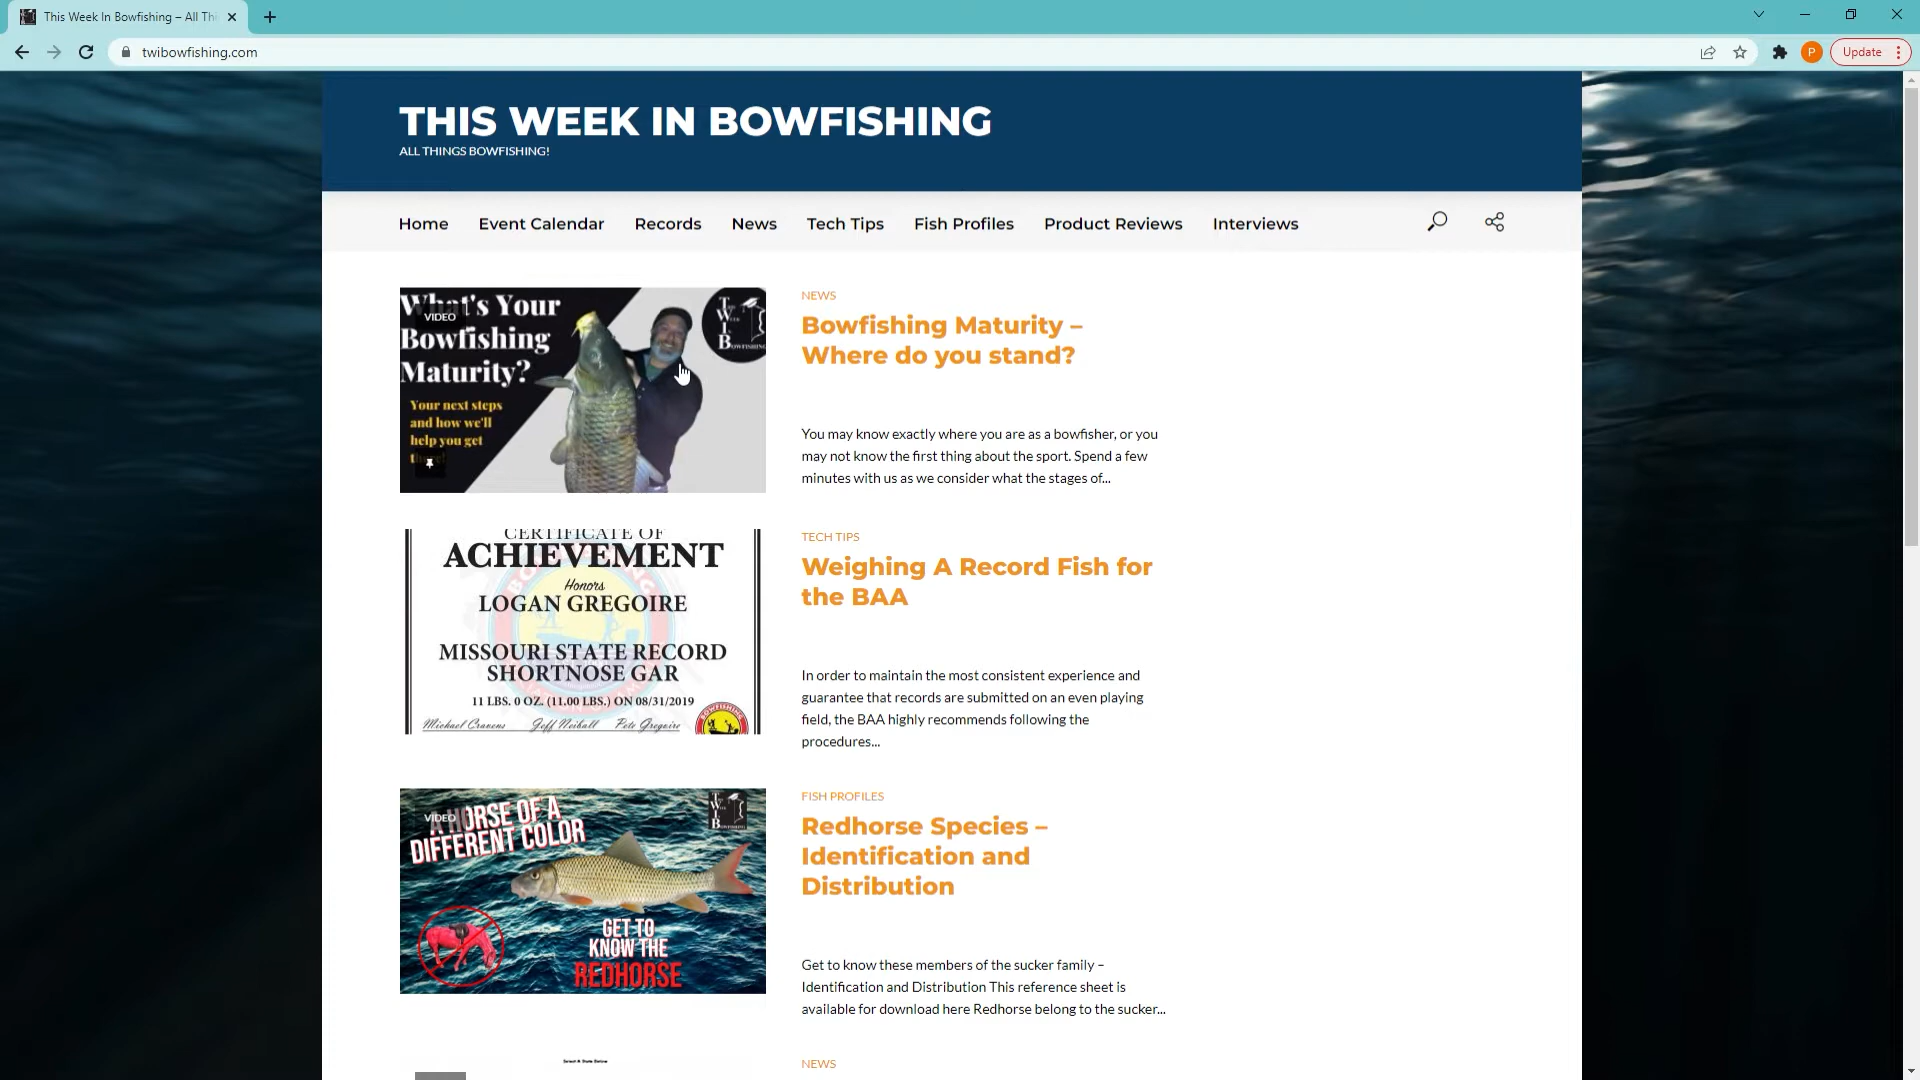 This Week In Bowfishing – All Thi
twibowfishing.com
P
Update
THIS WEEK IN BOWFISHING
ALL THINGS BOWFISHING!
Home
Event Calendar
Records
News
Tech Tips
Fish Profiles
Product Reviews
Interviews
What's Your
Bowfishing
Maturity?
Your next steps
and how we'll
help you get
VIDEO
NEWS
Bowfishing Maturity –
Where do you stand?
You may know exactly where you are as a bowfisher, or you
may not know the first thing about the sport. Spend a few
minutes with us as we consider what the stages of...
CERTIFICATE OF
ACHIEVEMENT
Honors
LOGAN GREGOIRE
MISSOURI STATE RECORD
SHORTNOSE GAR
11 LBS. 0 OZ. (11.00 LBS.) ON 08/31/2019
Michael Cravens Jeff Neiball Pete Gregoire
TECH TIPS
Weighing A Record Fish for
the BAA
In order to maintain the most consistent experience and
guarantee that records are submitted on an even playing
field, the BAA highly recommends following the
procedures...
VIDEO
A HORSE OF A
DIFFERENT COLOR
GET TO
KNOW THE
REDHORSE
FISH PROFILES
Redhorse Species –
Identification and
Distribution
Get to know these members of the sucker family –
Identification and Distribution This reference sheet is
available for download here Redhorse belong to the sucker...
NEWS